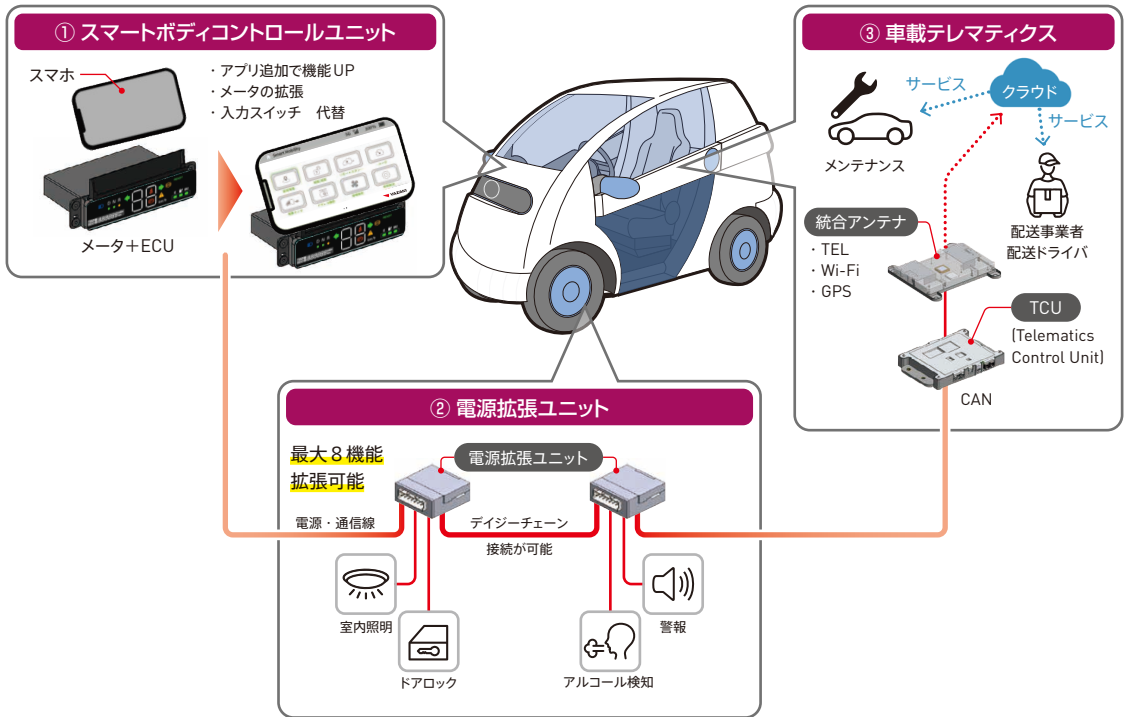 ① スマートボディコントロールユニット
スマホ
・アプリ追加で機能UP
・メータの拡張
・入力スイッチ 代替
メータ+ECU
YAZAKI
③ 車載テレマティクス
サービス
クラウド
サービス
メンテナンス
配送事業者
配送ドライバ
統合アンテナ
・TEL
・Wi-Fi
・GPS
TCU
(Telematics
Control Unit)
CAN
② 電源拡張ユニット
最大8機能
拡張可能
電源拡張ユニット
電源・通信線
デイジーチェーン
接続が可能
室内照明
ドアロック
アルコール検知
警報